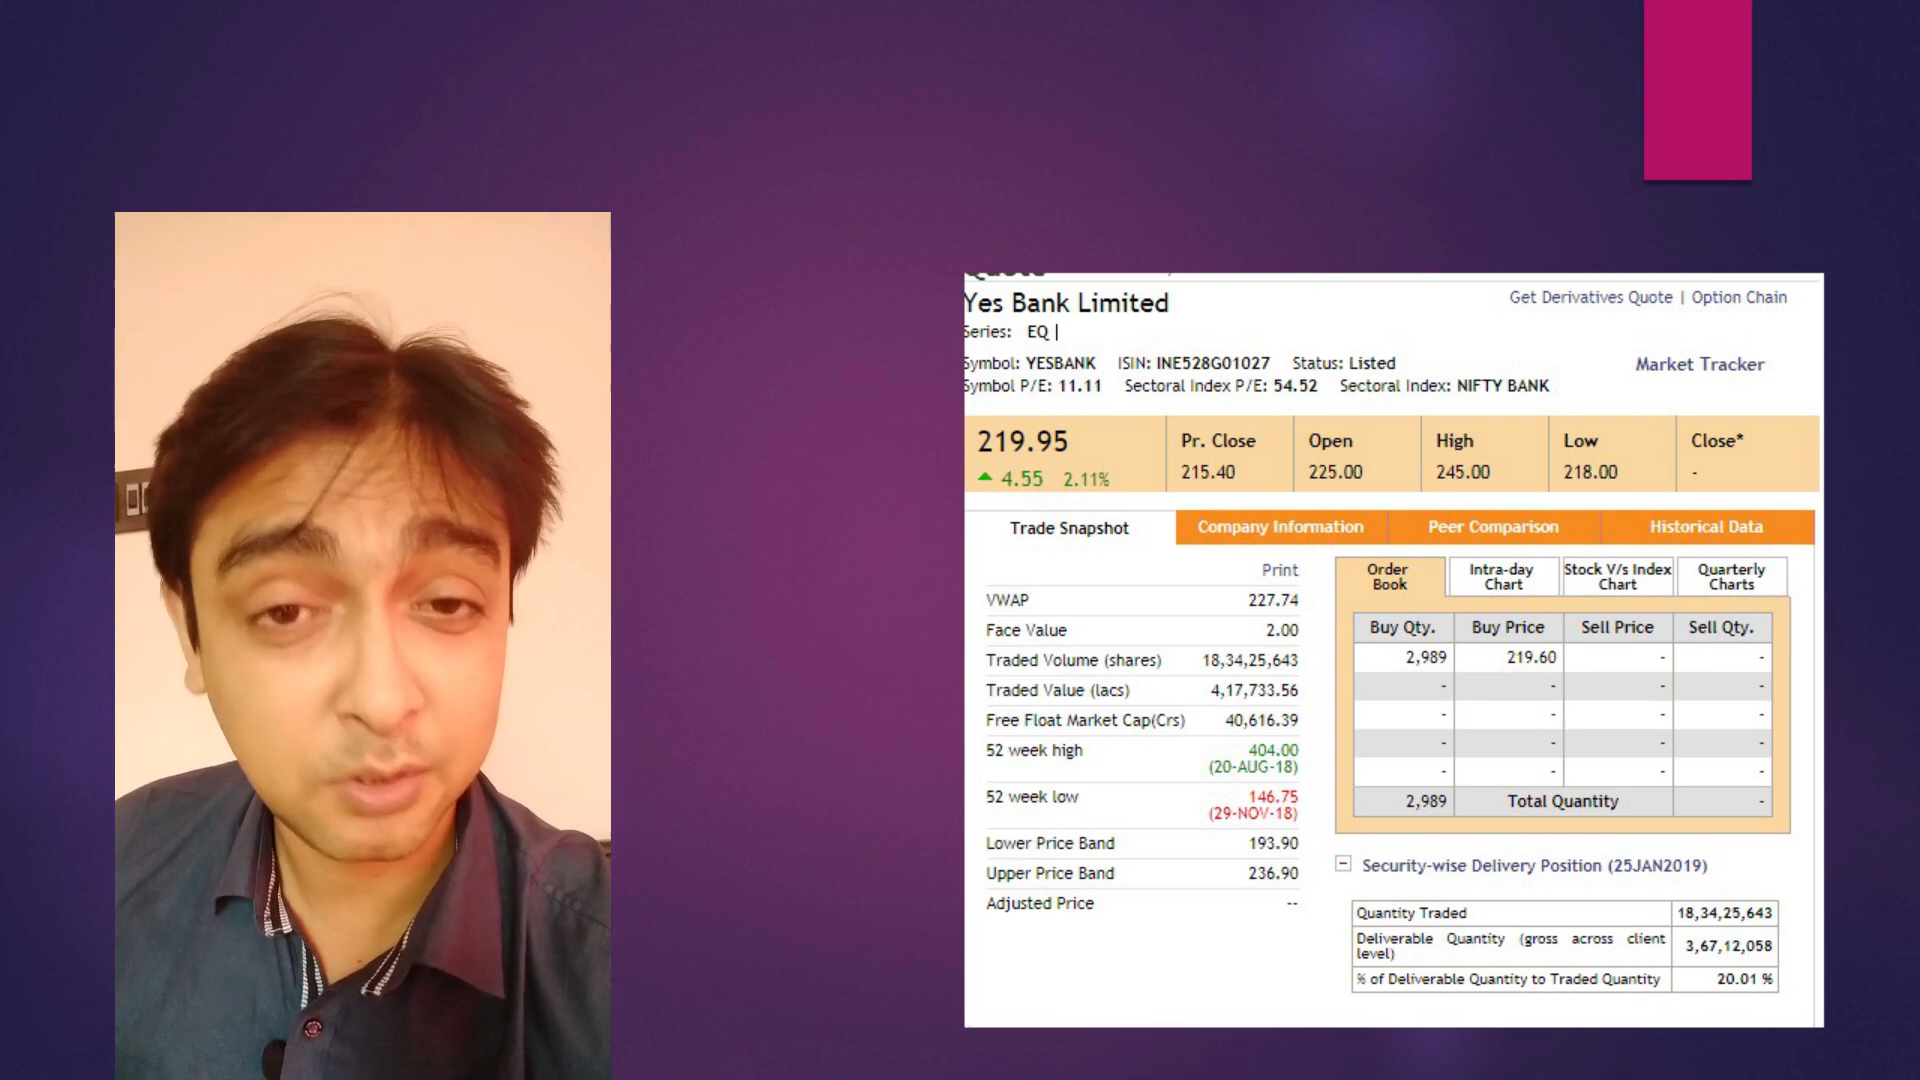 Yes Bank Limited
Get Derivatives Quote | Option Chain
Series: EQ |
Symbol: YESBANK ISIN: INE528G01027 Status: Listed
Market Tracker
Symbol P/E: 11.11 Sectoral Index P/E: 54.52 Sectoral Index: NIFTY BANK
219.95 Pr. Close Open High Low Close*
4.55 2.11% 215.40 225.00 245.00 218.00 -
Trade Snapshot Company Information Peer Comparison Historical Data
Print
VWAP 227.74
Face Value 2.00
Traded Volume (shares) 18,34,25,643
Traded Value (lacs) 4,17,733.56
Free Float Market Cap(Crs) 40,616.39
52 week high 404.00
(20-AUG-18)
52 week low 146.75
(29-NOV-18)
Lower Price Band 193.90
Upper Price Band 236.90
Adjusted Price --
Order Intra-day Stock V/s Index Quarterly
Book Chart Chart Charts
Buy Qty. Buy Price Sell Price Sell Qty.
2,989 219.60 - -
- - - -
- - - -
- - - -
- - - -
2,989 Total Quantity -
Security-wise Delivery Position (25JAN2019)
Quantity Traded 18,34,25,643
Deliverable Quantity (gross across client
level) 3,67,12,058
% of Deliverable Quantity to Traded Quantity 20.01 %